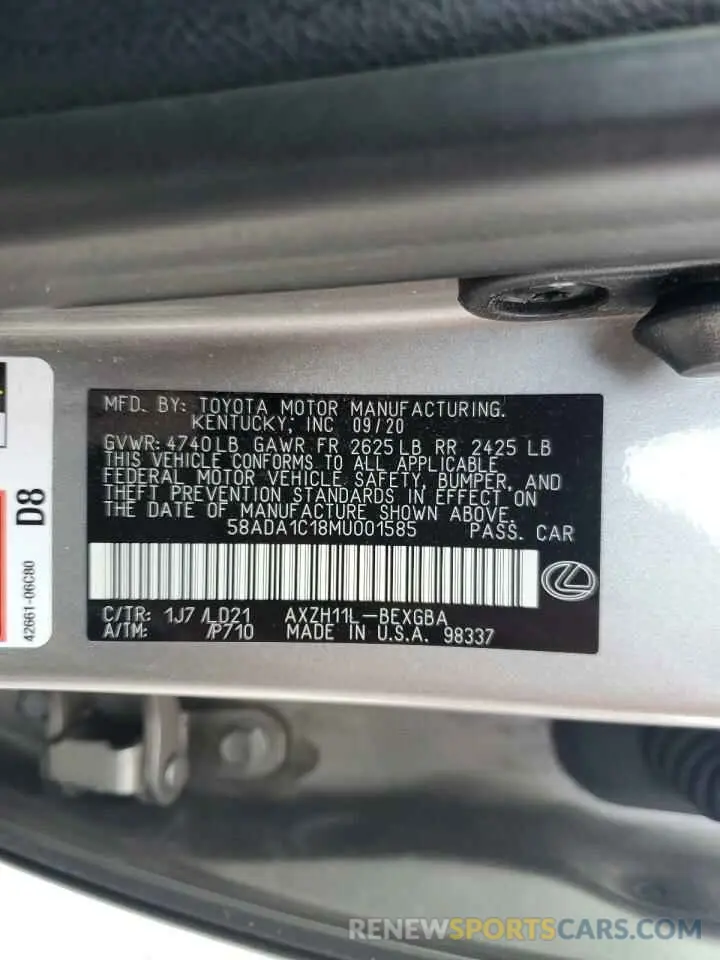 MFD. BY: TOYOTA MOTOR MANUFACTURING.
KENTUCKY, INC 09/20
GVWR: 4740LB GAWR FR 2625LB RR 2425 LB
THIS VEHICLE CONFORMS TO ALL APPLICABLE
FEDERAL MOTOR VEHICLE SAFETY, BUMPER, AND
THEFT PREVENTION STANDARDS IN EFFECT ON
THE DATE OF MANUFACTURE SHOWN ABOVE.
58ADA1C18MU001585 PASS. CAR
C/TR: 1J7 /LD21 AXZH11L-BEXGBA
A/TM: /P710 MADE IN U.S.A. 98337
D8
42661-06C80
RENEWSPORTSCARS.COM